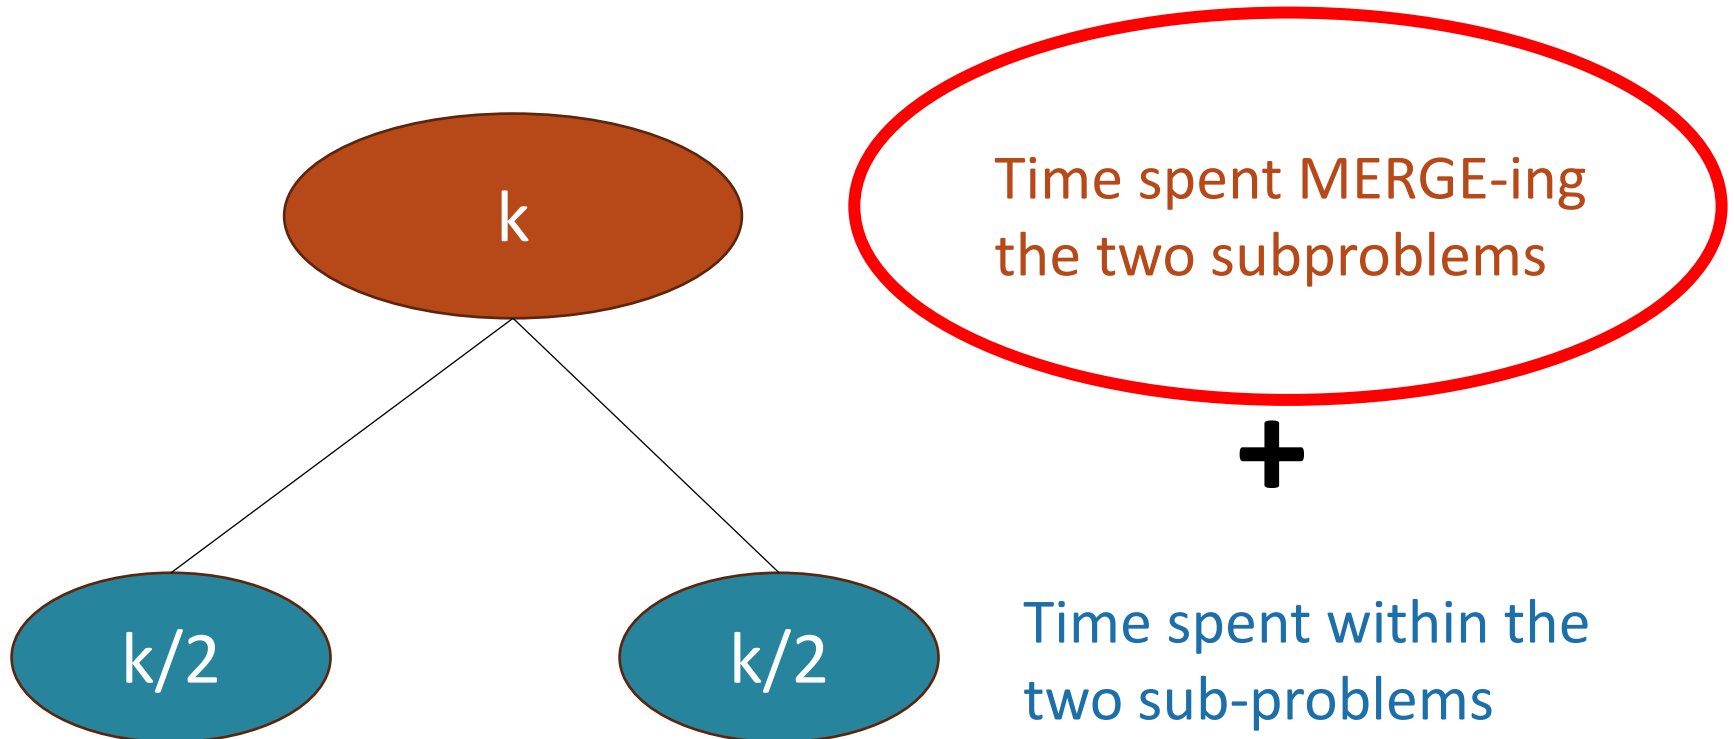 k
Time spent MERGE-ing
the two subproblems
+
k/2
k/2
Time spent within the
two sub-problems